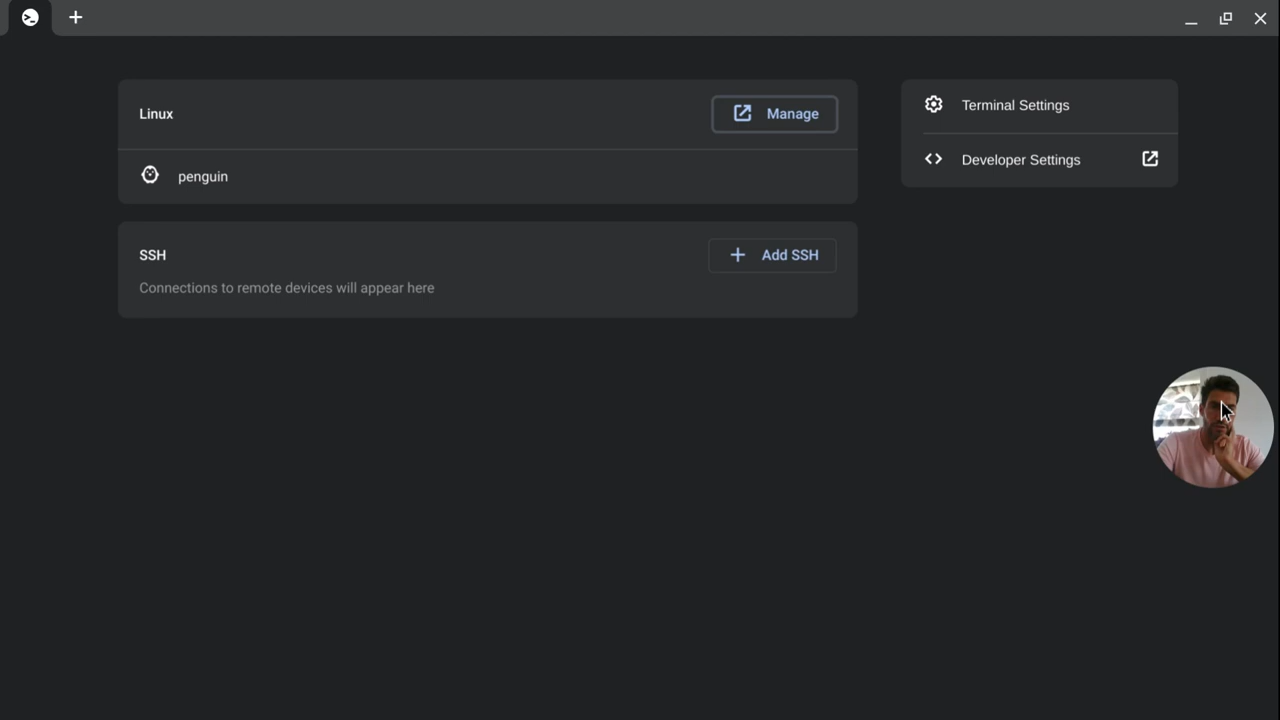 Linux
Manage
penguin
SSH
Add SSH
Connections to remote devices will appear here
Terminal Settings
Developer Settings